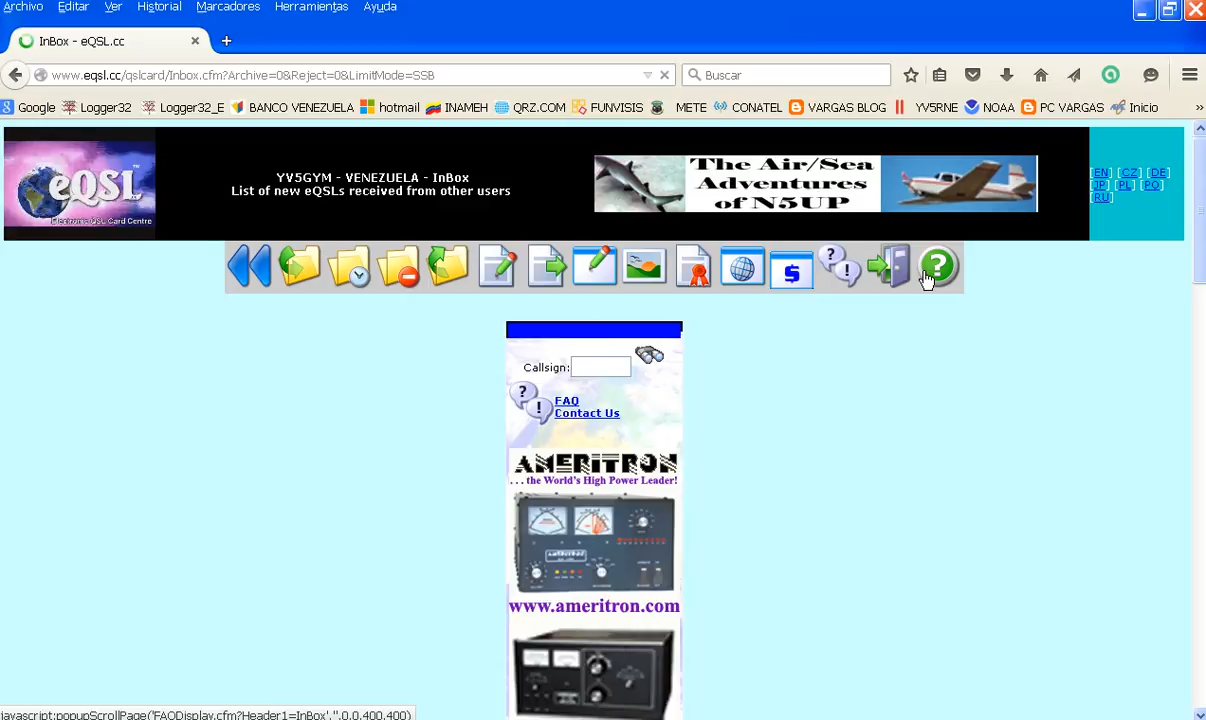 Archivo Editar Ver Historial Marcadores Herramientas Ayuda
InBox - eQSL.cc
www.eqsl.cc/qslcard/Inbox.cfm?Archive=0&Reject=0&LimitMode=SSB
Buscar
Google Logger32 Logger32_E BANCO VENEZUELA hotmail INAMEH QRZ.COM FUNVISIS METE CONATEL VARGAS BLOG YV5RNE NOAA PC VARGAS Inicio
eQSL
Electronic QSL Card Centre
YV5GYM - VENEZUELA - InBox
List of new eQSLs received from other users
The Air/Sea
Adventures
of N5UP
[EN] [CZ] [DE]
[JP] [PL] [PO]
[RU]
Callsign:
FAQ
Contact Us
AMERITRON
. . . the World's High Power Leader!
www.ameritron.com
javascript:popupScrollPage('FAQDisplay.cfm?Header1=InBox','',0,0,400,400)